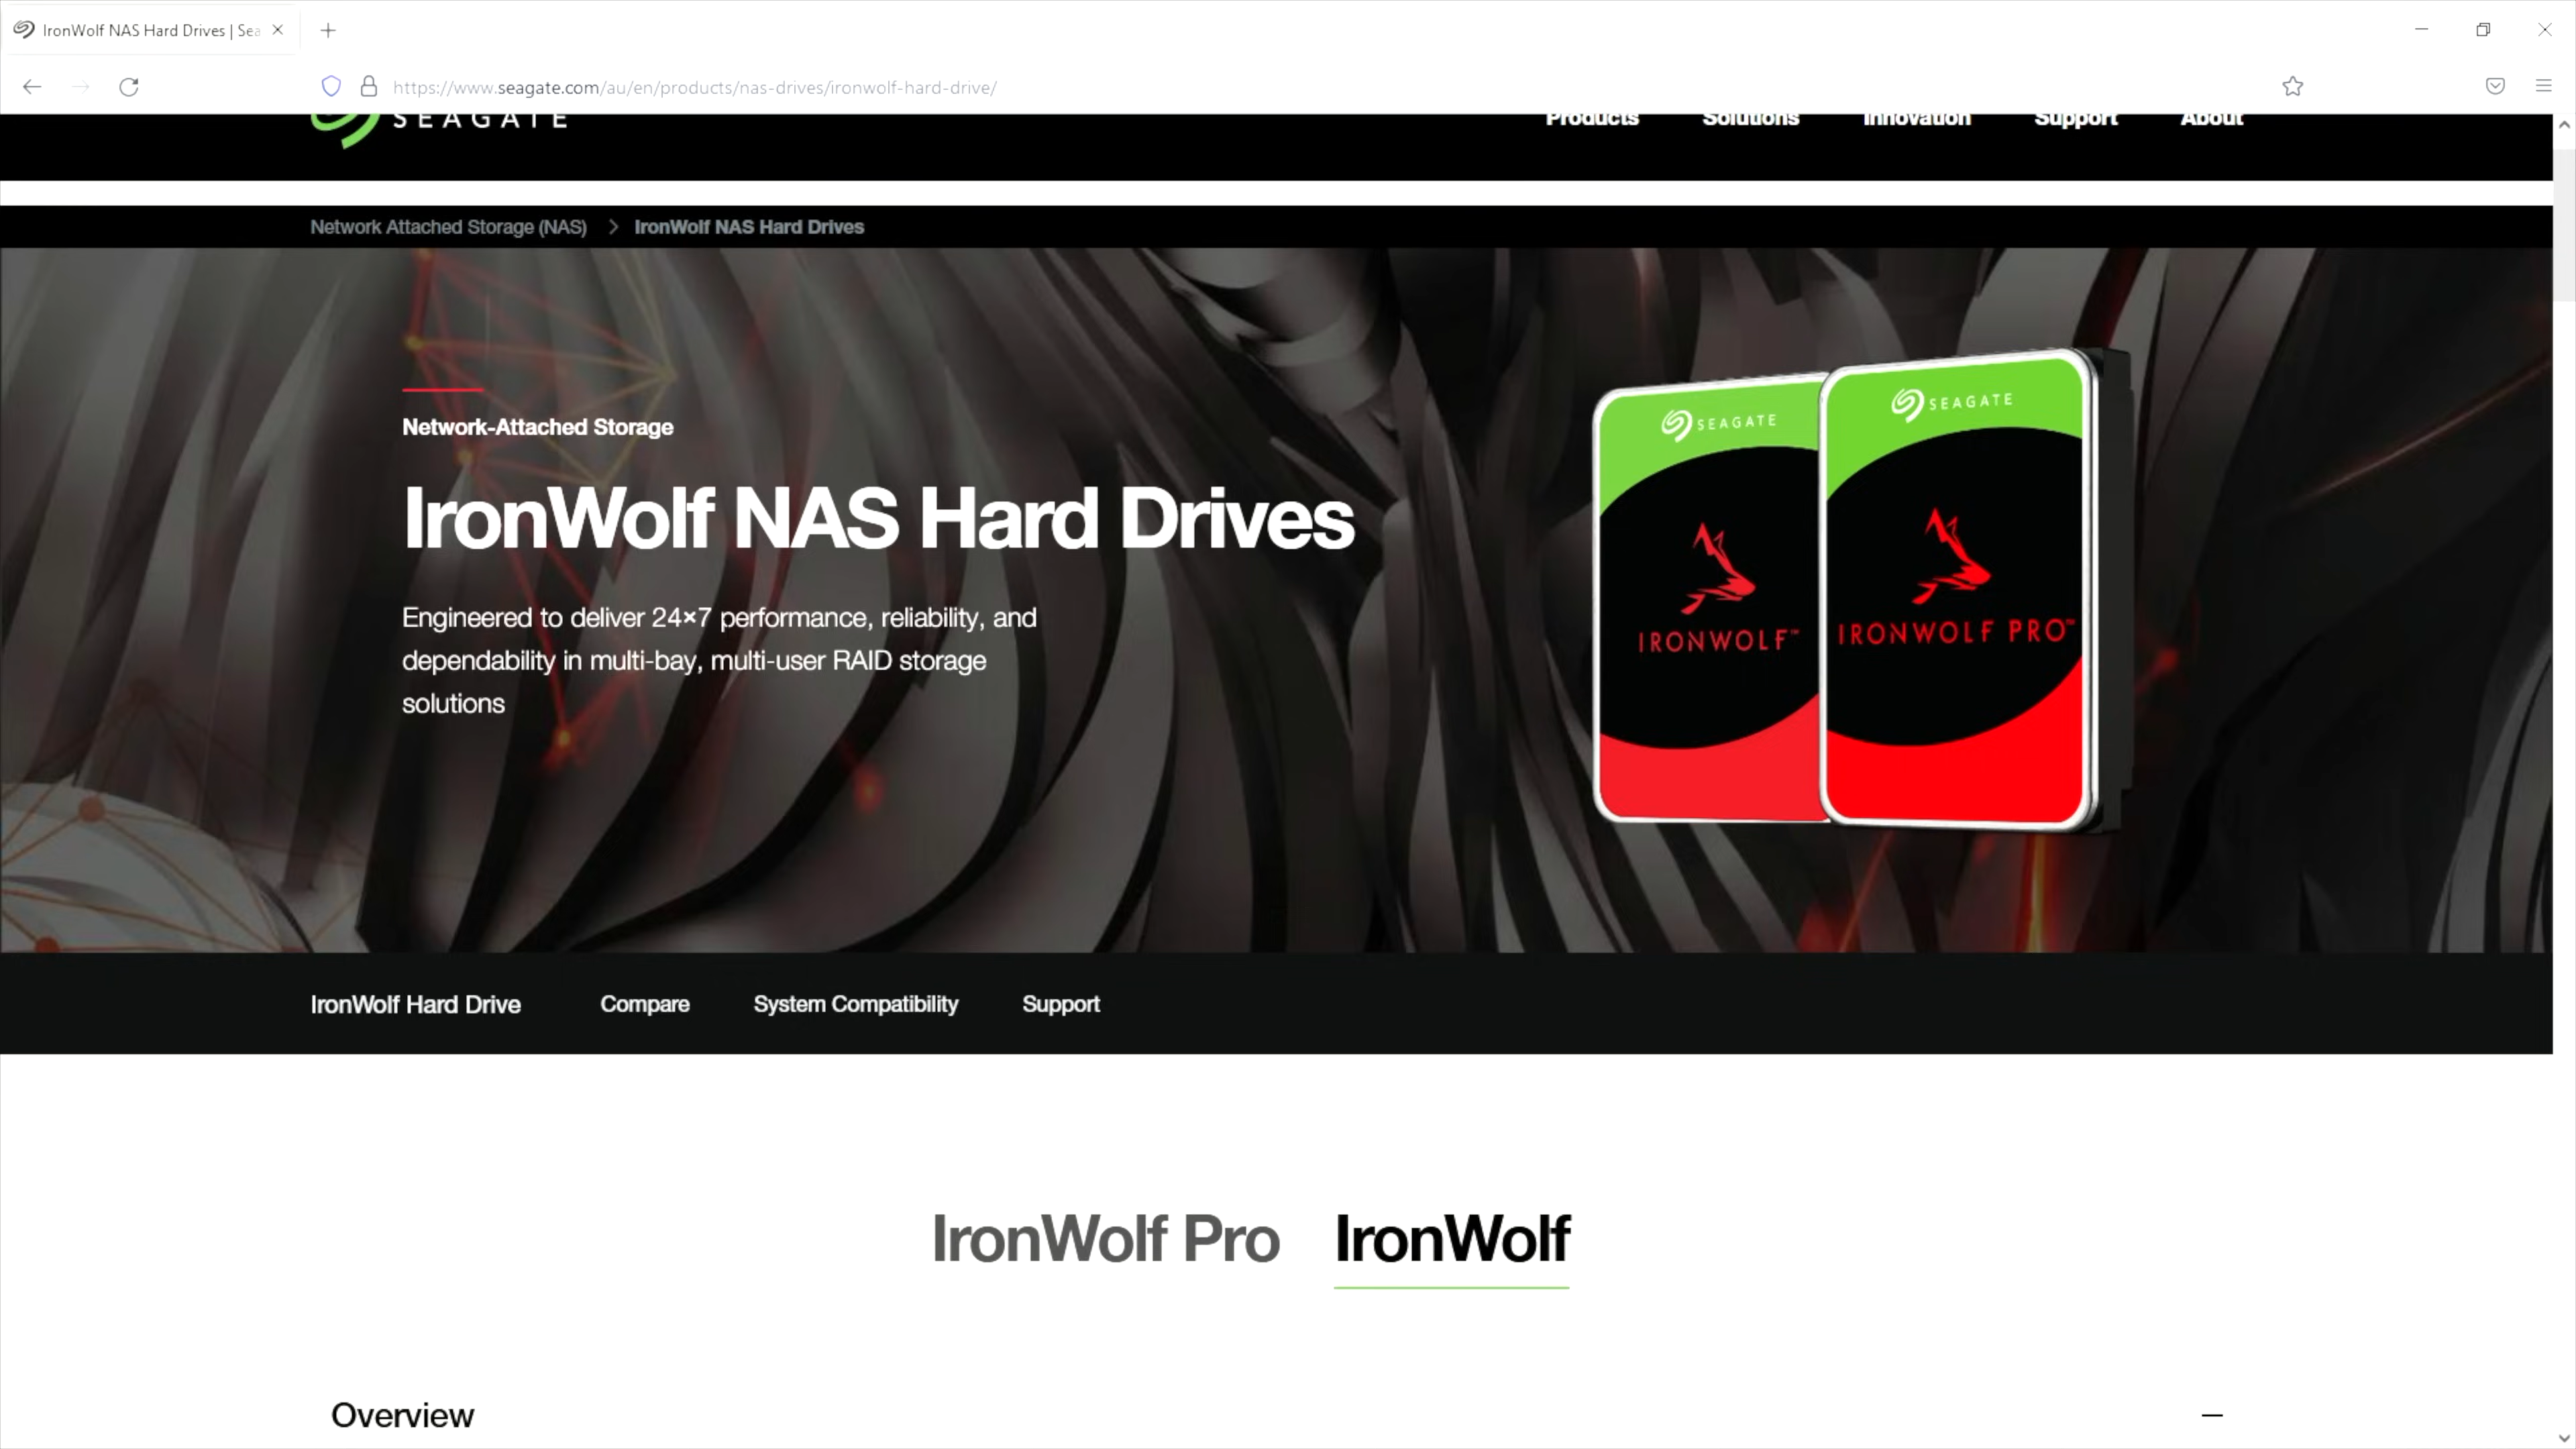 IronWolf NAS Hard Drives | Sea
https://www.seagate.com/au/en/products/nas-drives/ironwolf-hard-drive/
SEAGATE
Products Solutions Innovation Support About
Network Attached Storage (NAS) IronWolf NAS Hard Drives
Network-Attached Storage
IronWolf NAS Hard Drives
Engineered to deliver 24×7 performance, reliability, and
dependability in multi-bay, multi-user RAID storage
solutions
SEAGATE
IRONWOLF™
SEAGATE
IRONWOLF PRO™
IronWolf Hard Drive Compare System Compatibility Support
IronWolf Pro IronWolf
Overview